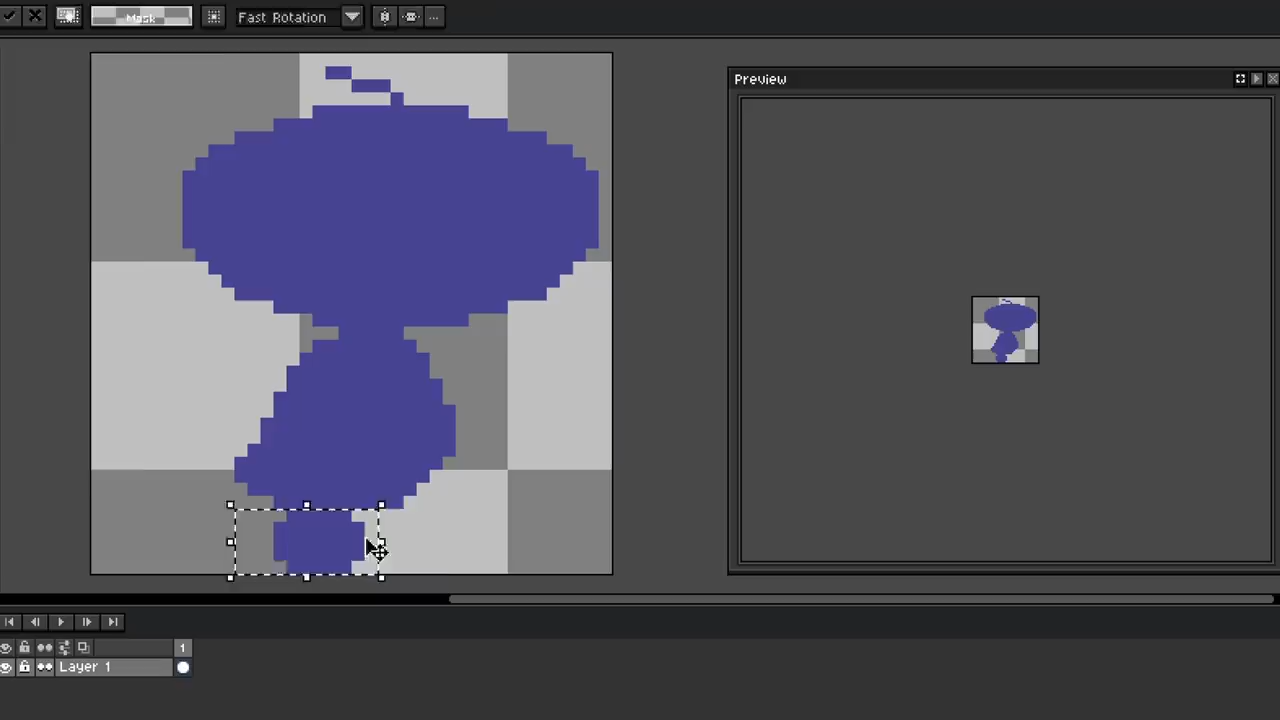 Mask
Fast Rotation
...
Preview
1
Layer 1